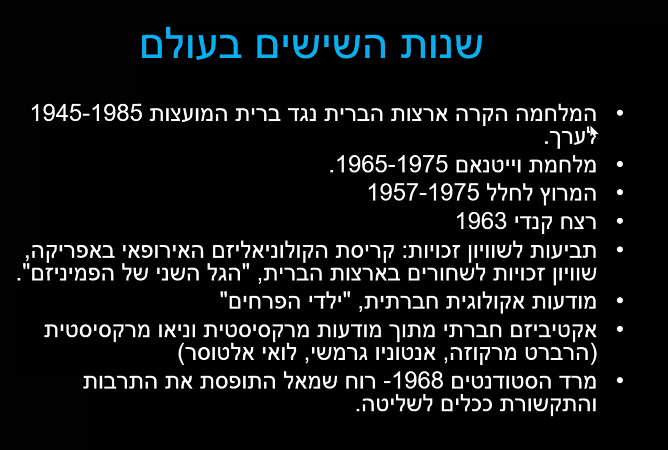 שנות השישים בעולם
• המלחמה הקרה ארצות הברית נגד ברית המועצות 1945-1985
לערך.
• מלחמת וייטנאם 1965-1975.
• המרוץ לחלל 1957-1975
• רצח קנדי 1963
• תביעות לשוויון זכויות: קריסת הקולוניאליזם האירופאי באפריקה,
שוויון זכויות לשחורים בארצות הברית, "הגל השני של הפמיניזם".
• מודעות אקולוגית חברתית, "ילדי הפרחים"
• אקטיביזם חברתי מתוך מודעות מרקסיסטית וניאו מרקסיסטית
(הרברט מרקוזה, אנטוניו גרמשי, לואי אלטוסר)
• מרד הסטודנטים 1968- רוח שמאל התופסת את התרבות
והתקשורת ככלים לשליטה.